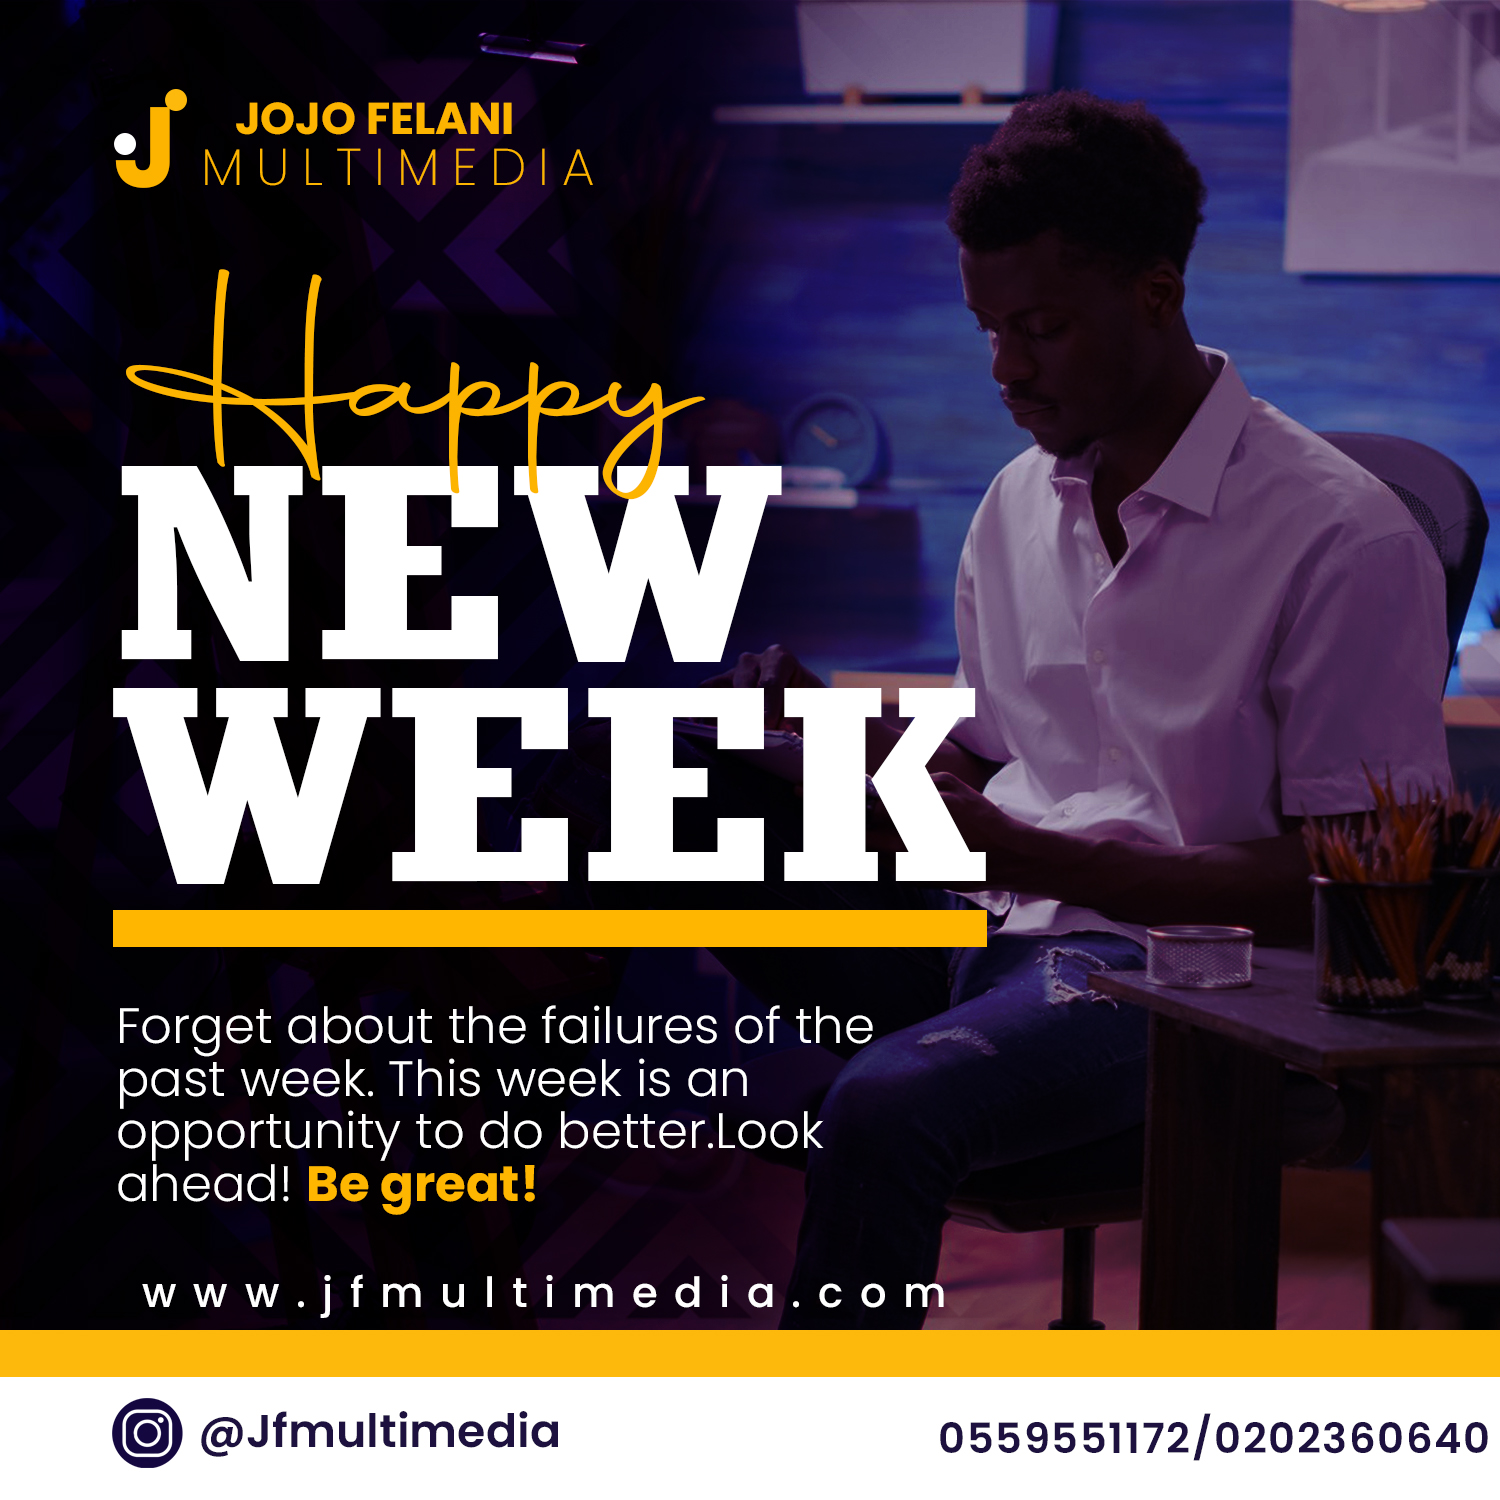 JOJO FELANI
MULTIMEDIA
Happy
NEW
WEEK
Forget about the failures of the
past week. This week is an
opportunity to do better.Look
ahead! Be great!
www.jfmultimedia.com
@Jfmultimedia
0559551172/0202360640